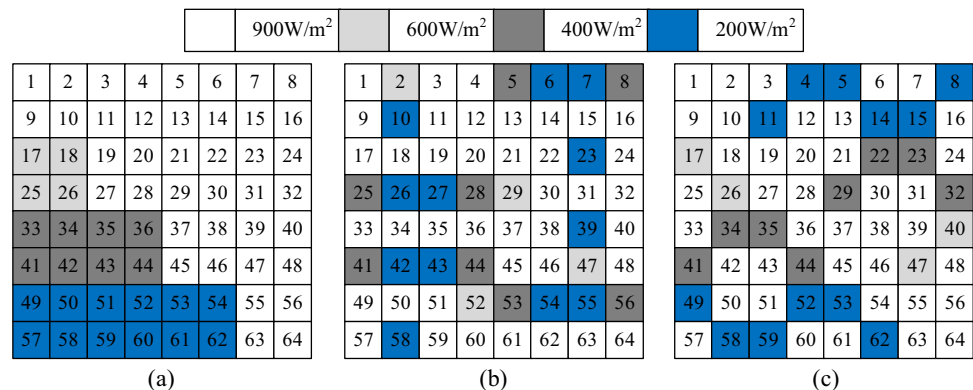 900W/m² 600W/m² 400W/m² 200W/m²
1 2 3 4 5 6 7 8 1 2 3 4 5 6 7 8 1 2 3 4 5 6 7 8
9 10 11 12 13 14 15 16 9 10 11 12 13 14 15 16 9 10 11 12 13 14 15 16
17 18 19 20 21 22 23 24 17 18 19 20 21 22 23 24 17 18 19 20 21 22 23 24
25 26 27 28 29 30 31 32 25 26 27 28 29 30 31 32 25 26 27 28 29 30 31 32
33 34 35 36 37 38 39 40 33 34 35 36 37 38 39 40 33 34 35 36 37 38 39 40
41 42 43 44 45 46 47 48 41 42 43 44 45 46 47 48 41 42 43 44 45 46 47 48
49 50 51 52 53 54 55 56 49 50 51 52 53 54 55 56 49 50 51 52 53 54 55 56
57 58 59 60 61 62 63 64 57 58 59 60 61 62 63 64 57 58 59 60 61 62 63 64
(a) (b) (c)